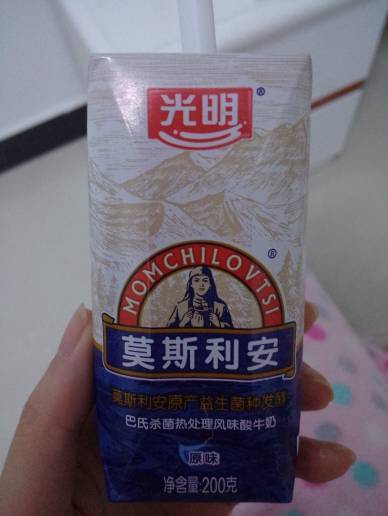 光明®
MOMCHILOVTSI®
莫斯利安
莫斯利安原产益生菌种发酵
巴氏杀菌热处理风味酸牛奶
原味
净含量:200克